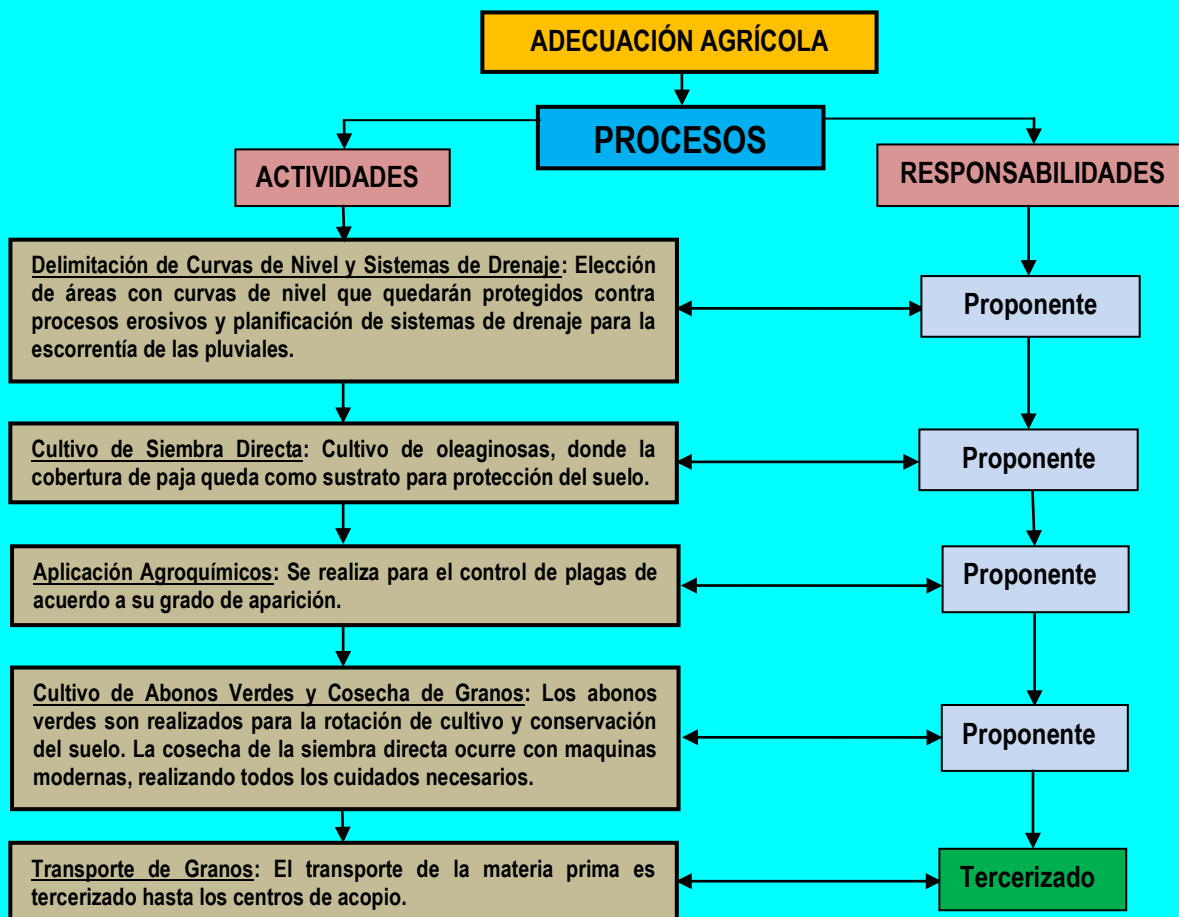 ADECUACIÓN AGRÍCOLA
PROCESOS
ACTIVIDADES
RESPONSABILIDADES
Delimitación de Curvas de Nivel y Sistemas de Drenaje: Elección
de áreas con curvas de nivel que quedarán protegidos contra
procesos erosivos y planificación de sistemas de drenaje para la
escorrentía de las pluviales.
Proponente
Cultivo de Siembra Directa: Cultivo de oleaginosas, donde la
cobertura de paja queda como sustrato para protección del suelo.
Proponente
Aplicación Agroquímicos: Se realiza para el control de plagas de
acuerdo a su grado de aparición.
Proponente
Cultivo de Abonos Verdes y Cosecha de Granos: Los abonos
verdes son realizados para la rotación de cultivo y conservación
del suelo. La cosecha de la siembra directa ocurre con maquinas
modernas, realizando todos los cuidados necesarios.
Proponente
Transporte de Granos: El transporte de la materia prima es
tercerizado hasta los centros de acopio.
Tercerizado